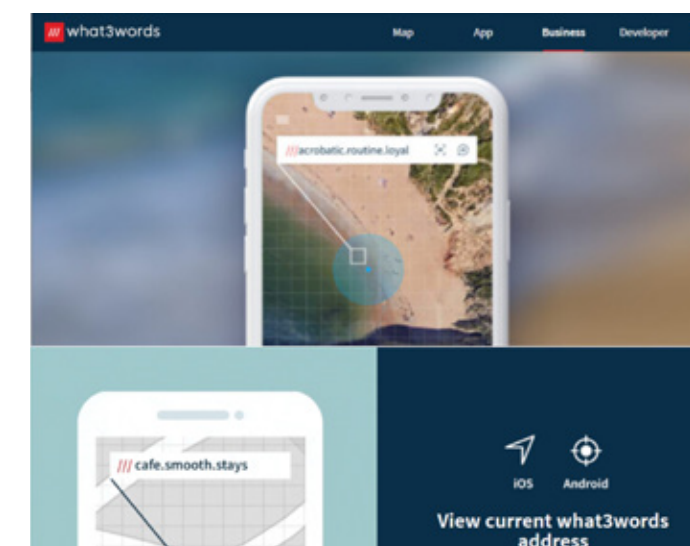 /// what3words
Map App Business Developer
///acrobatic.routine.loyal
/// cafe.smooth.stays
iOS Android
View current what3words
address